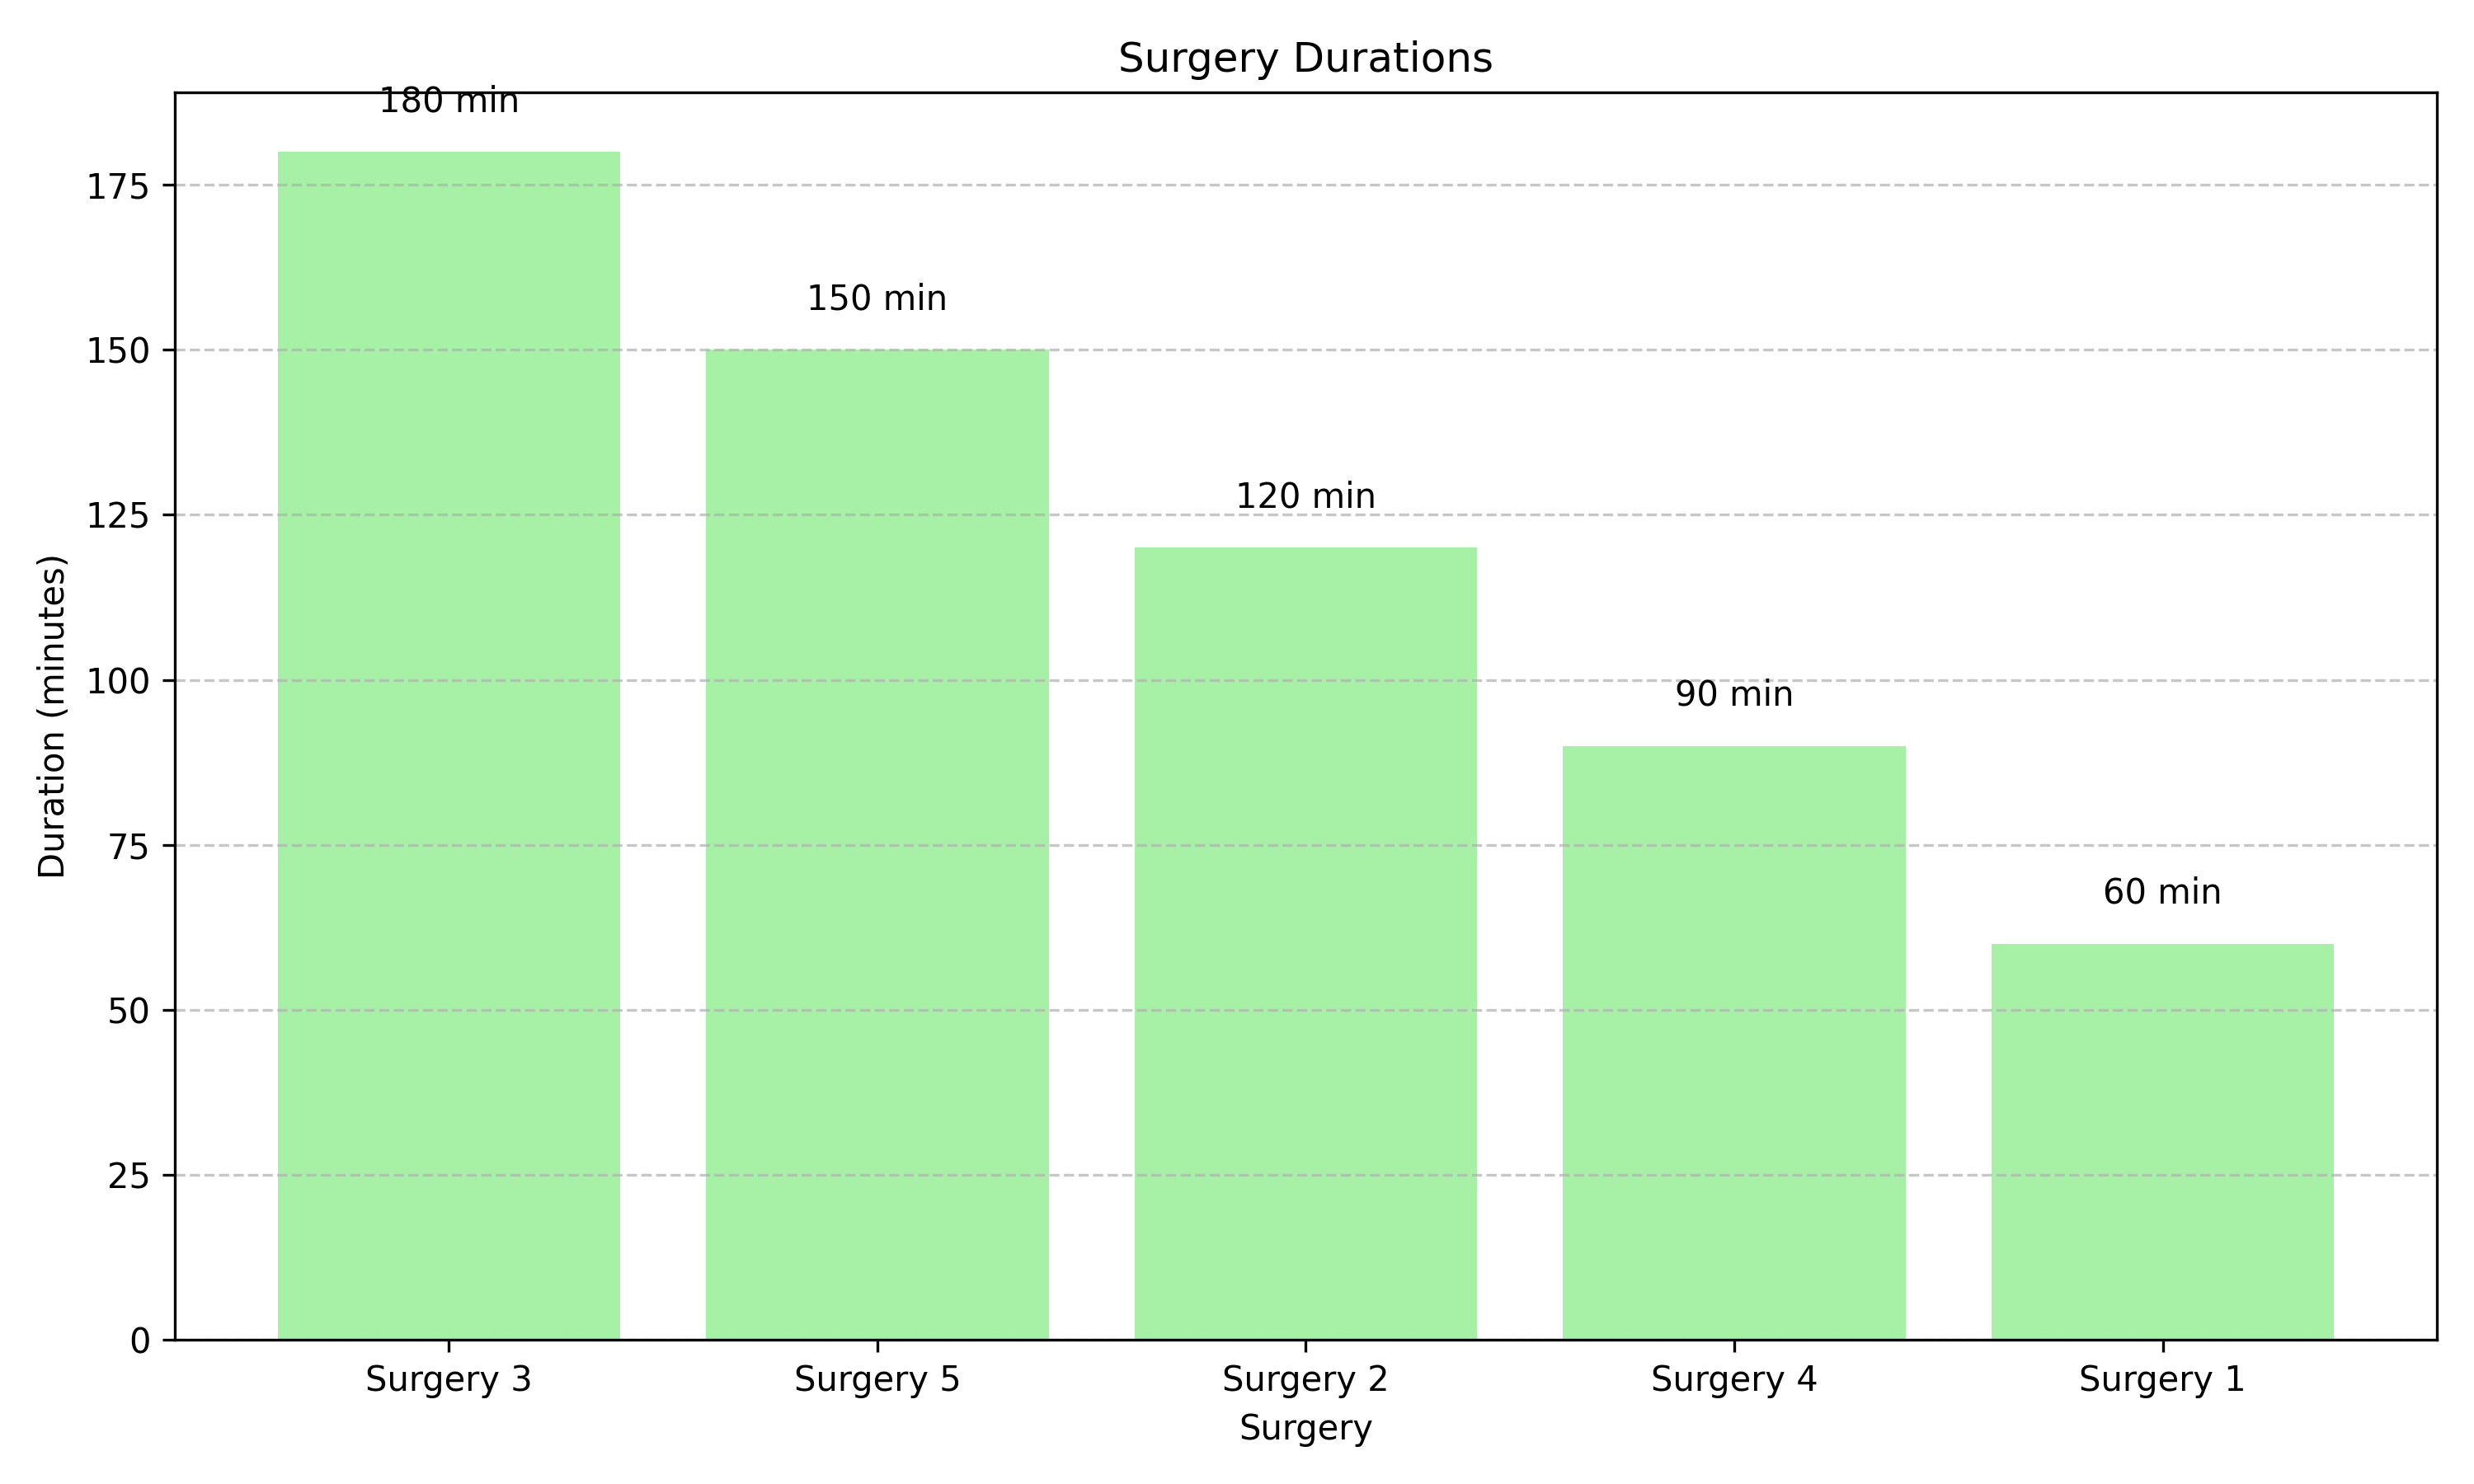 Surgery Durations
180 min
175
150 min
150
120 min
125
90 min
100
75
60 min
50
25
0
Duration (minutes)
Surgery 3
Surgery 5
Surgery 2
Surgery 4
Surgery 1
Surgery